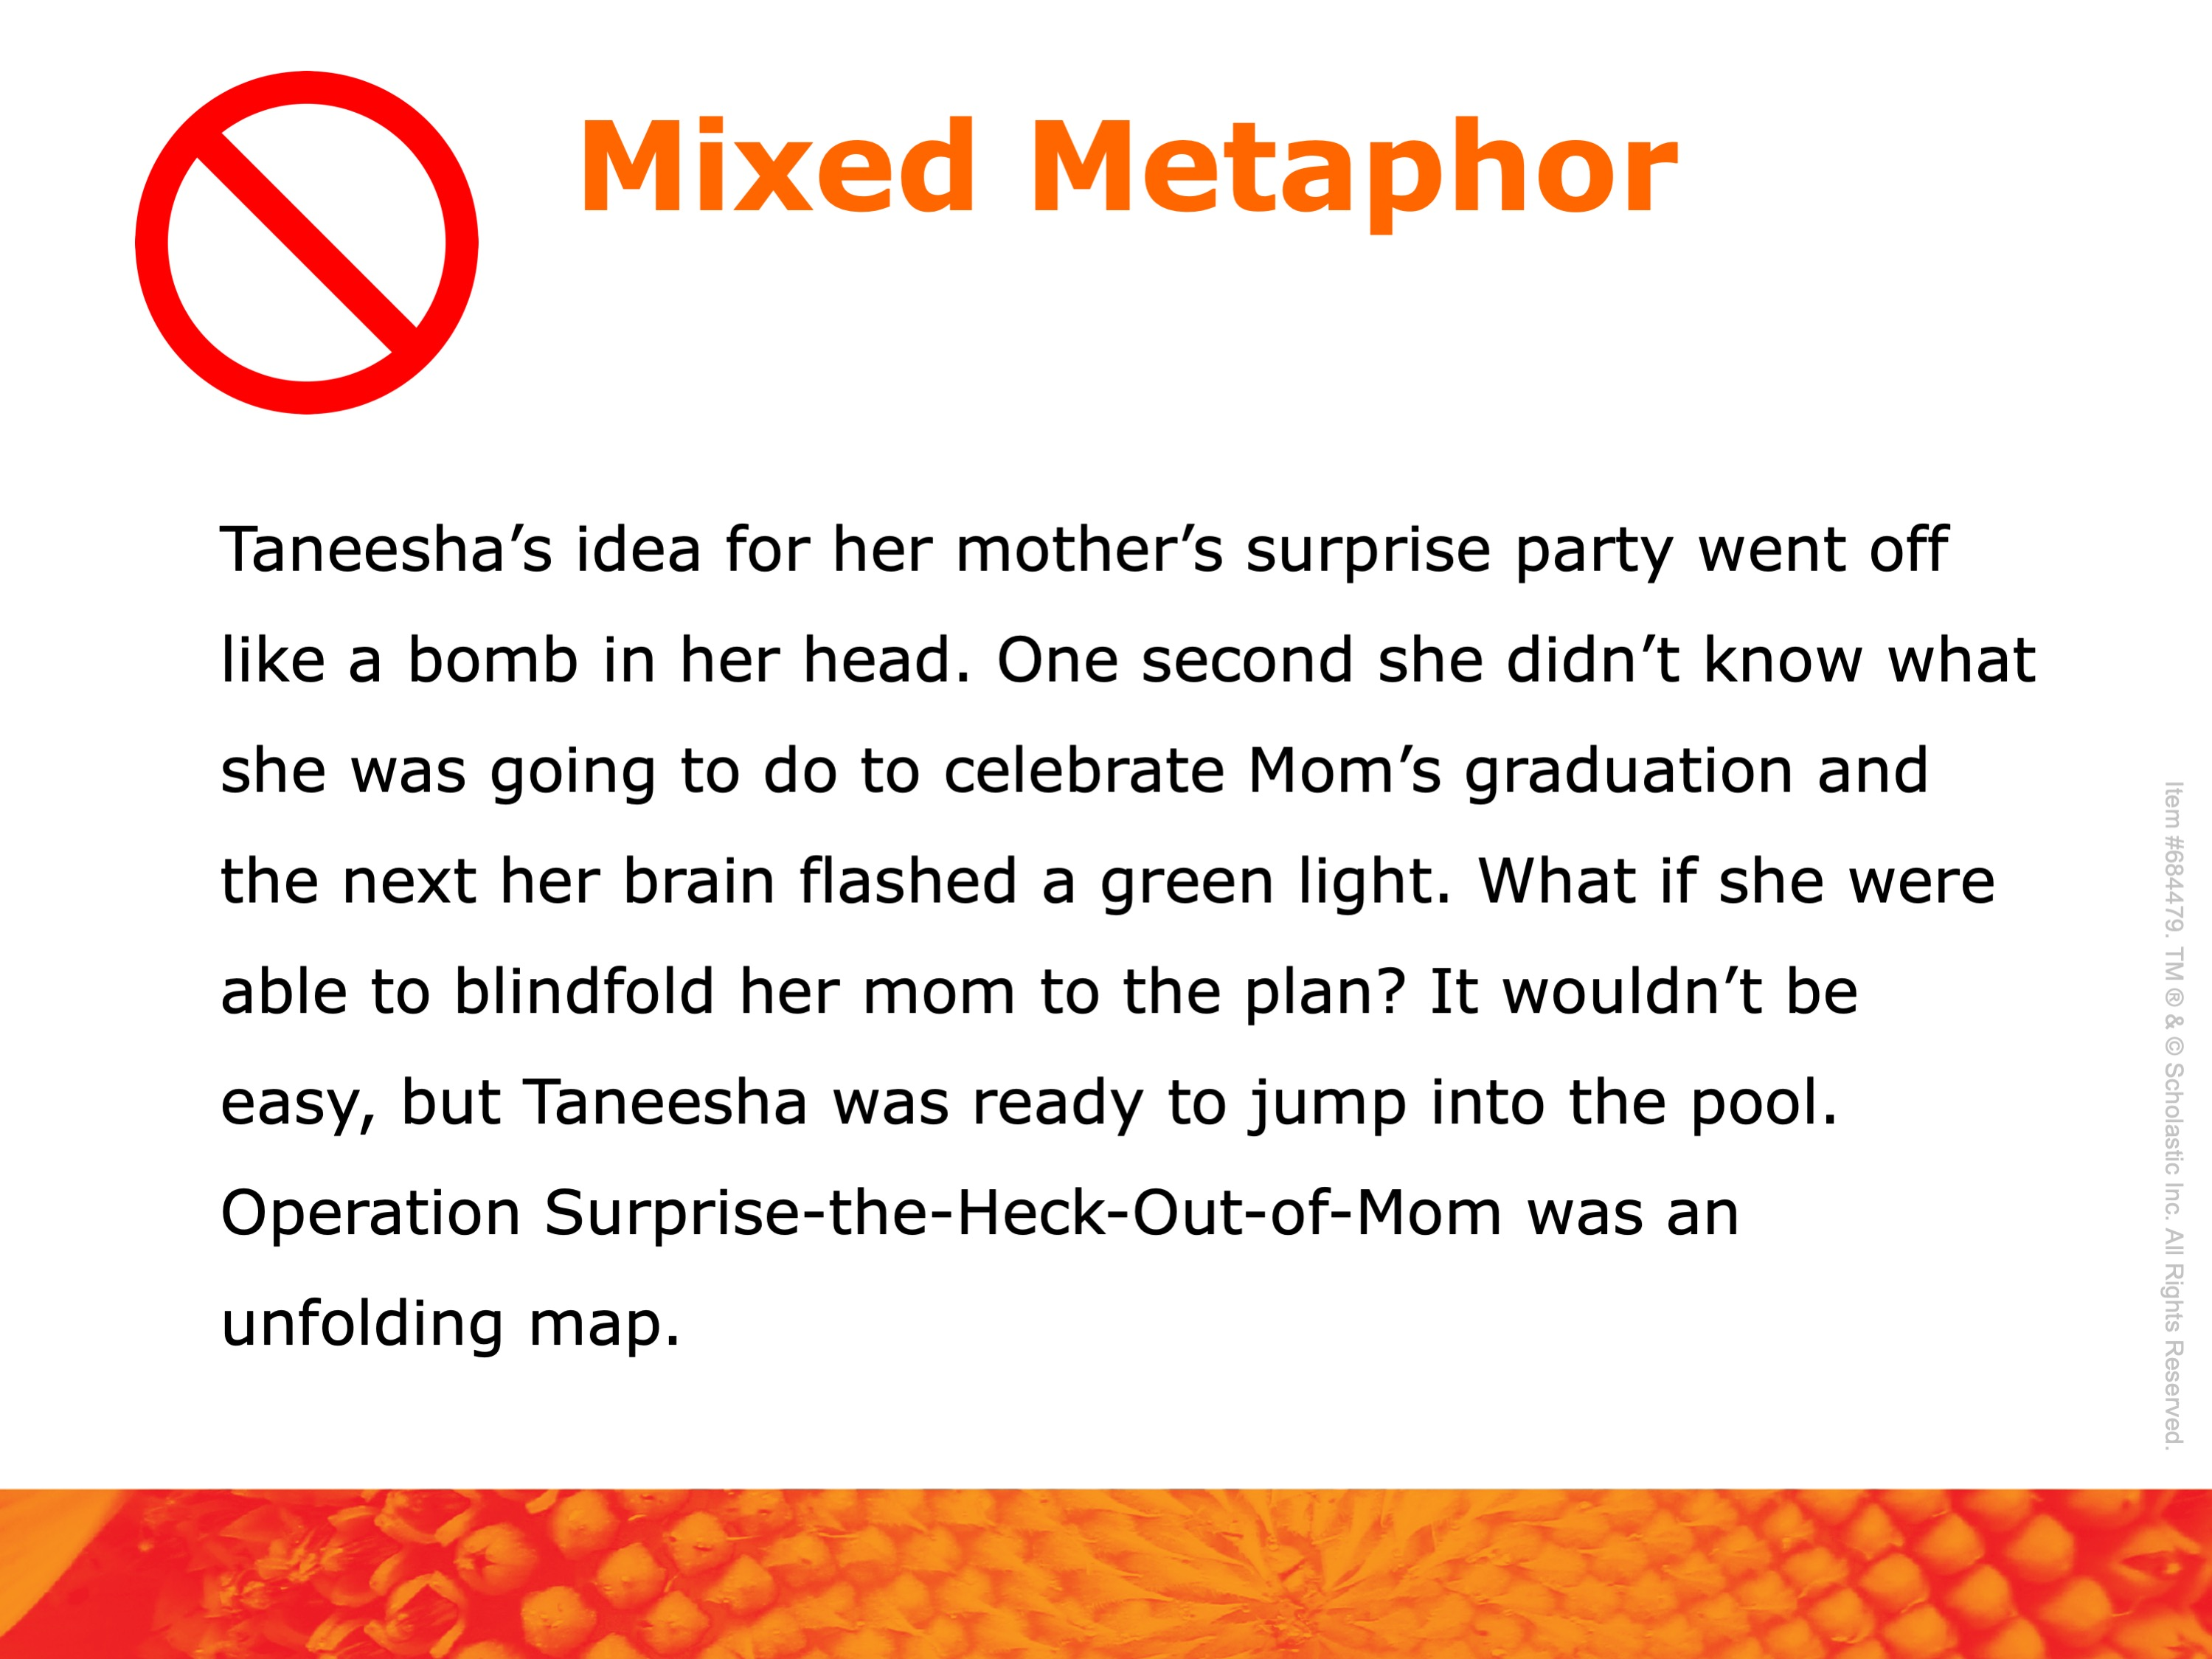 Mixed Metaphor
Taneesha’s idea for her mother’s surprise party went off
like a bomb in her head. One second she didn’t know what
she was going to do to celebrate Mom’s graduation and
the next her brain flashed a green light. What if she were
able to blindfold her mom to the plan? It wouldn’t be
easy, but Taneesha was ready to jump into the pool.
Operation Surprise-the-Heck-Out-of-Mom was an
unfolding map.
Item #684479. TM ® & © Scholastic Inc. All Rights Reserved.